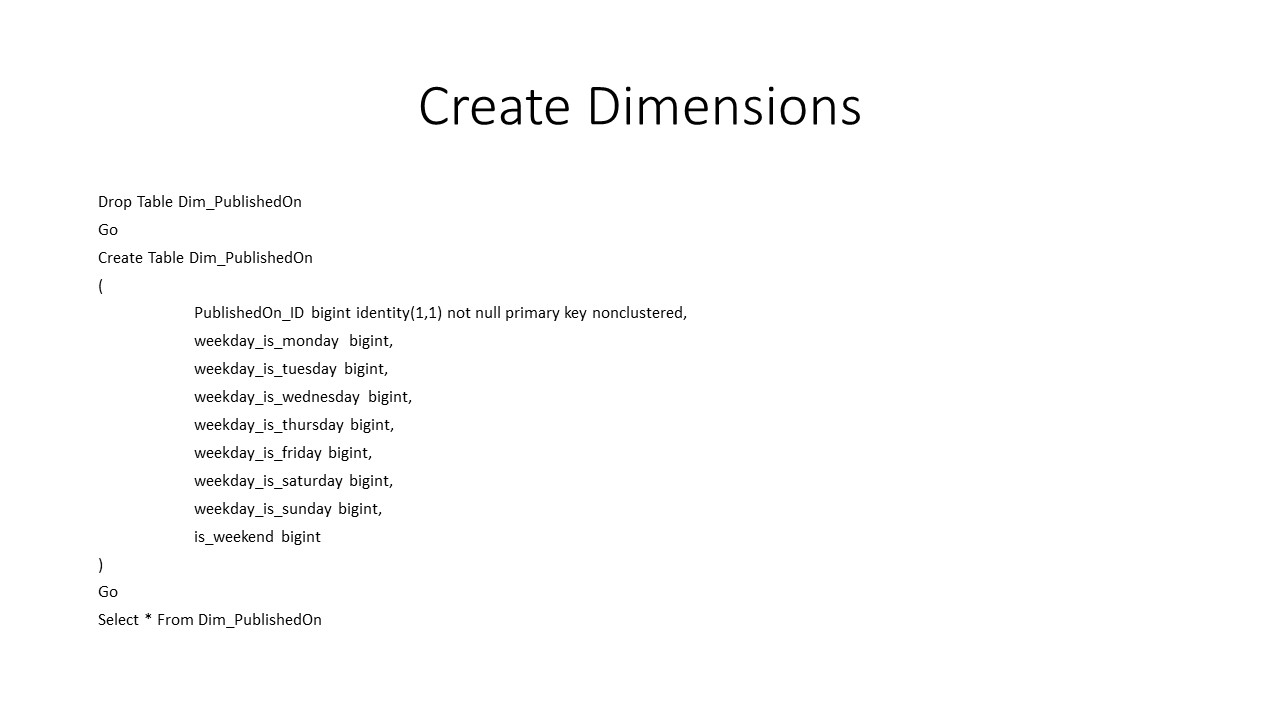 Create Dimensions
Drop Table Dim_PublishedOn
Go
Create Table Dim_PublishedOn
(
PublishedOn_ID bigint identity(1,1) not null primary key nonclustered,
weekday_is_monday bigint,
weekday_is_tuesday bigint,
weekday_is_wednesday bigint,
weekday_is_thursday bigint,
weekday_is_friday bigint,
weekday_is_saturday bigint,
weekday_is_sunday bigint,
is_weekend bigint
)
Go
Select * From Dim_PublishedOn